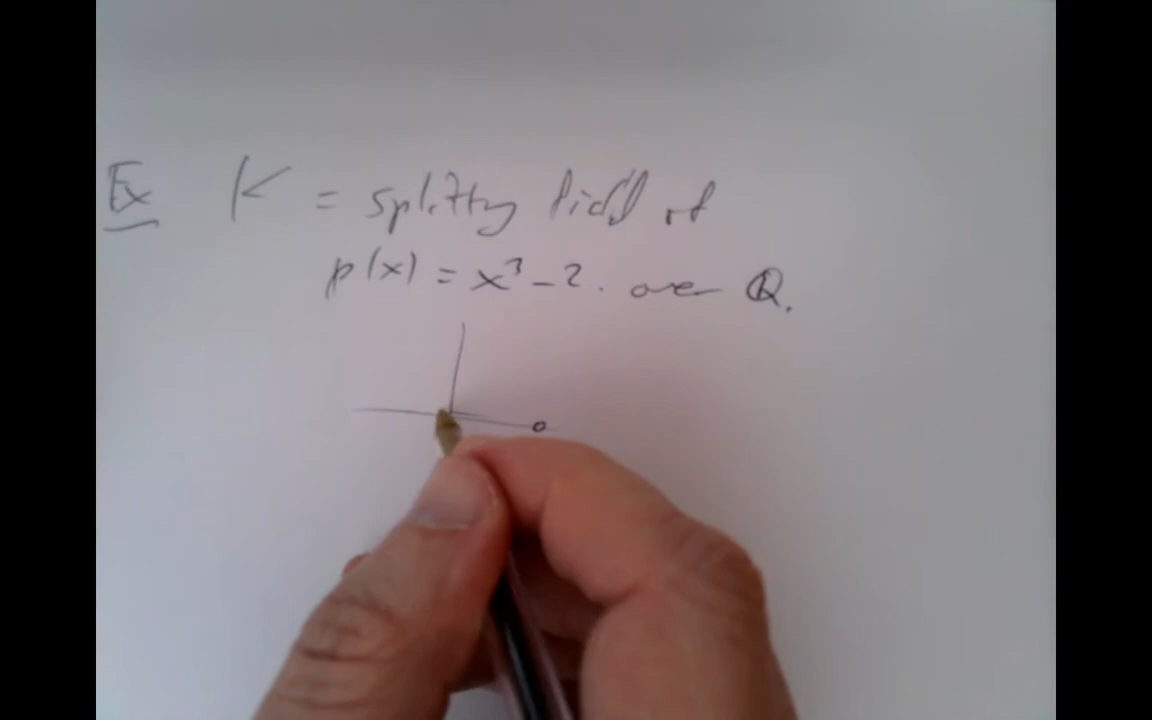 Ex K = splitting field of
p(x) = x³ - 2. over ℚ.